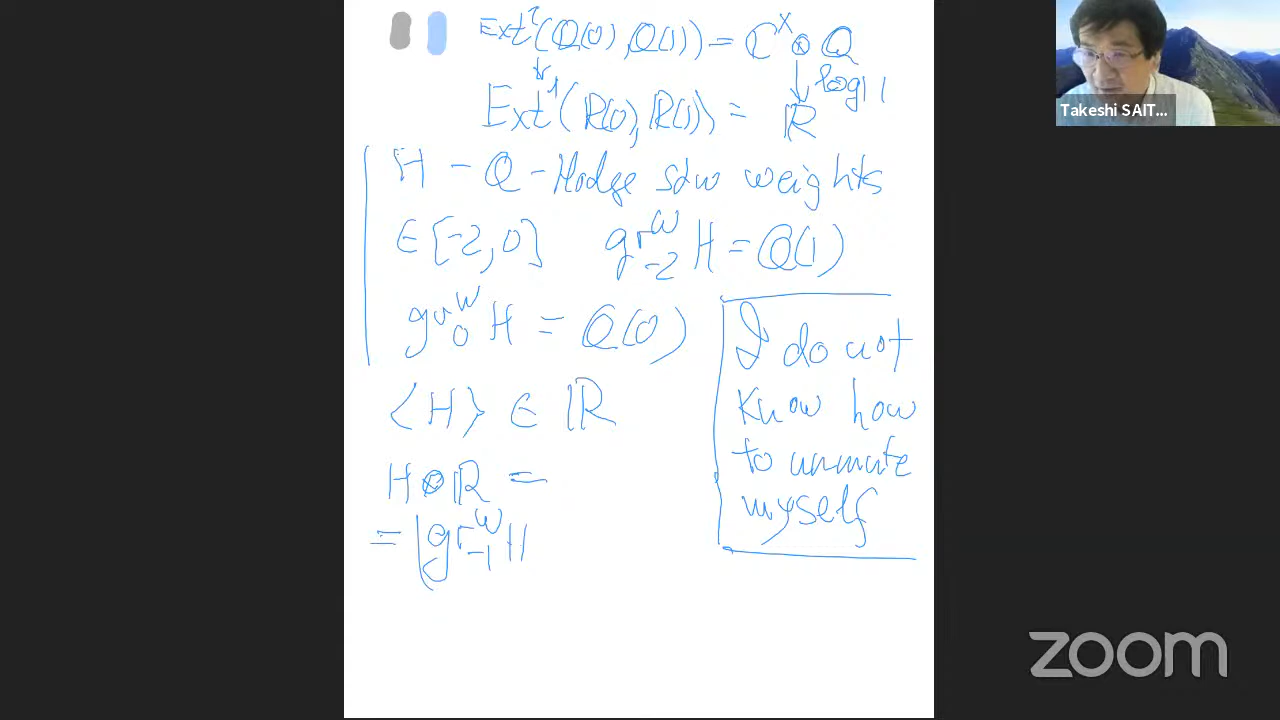 Ext¹(Q(0), Q(1)) = C^× ⊗ Q
↓ ↓ log| |
Ext¹(R(0), R(1)) = R
H - Q - Hodge str w weights
∈ [-2, 0] gr^W_{-2} H = Q(1)
gr^W_0 H = Q(0)
⟨H⟩ ∈ R
H ⊗ R =
= (gr^W_{-1} H
I do not
know how
to unmute
myself
Takeshi SAIT...
zoom